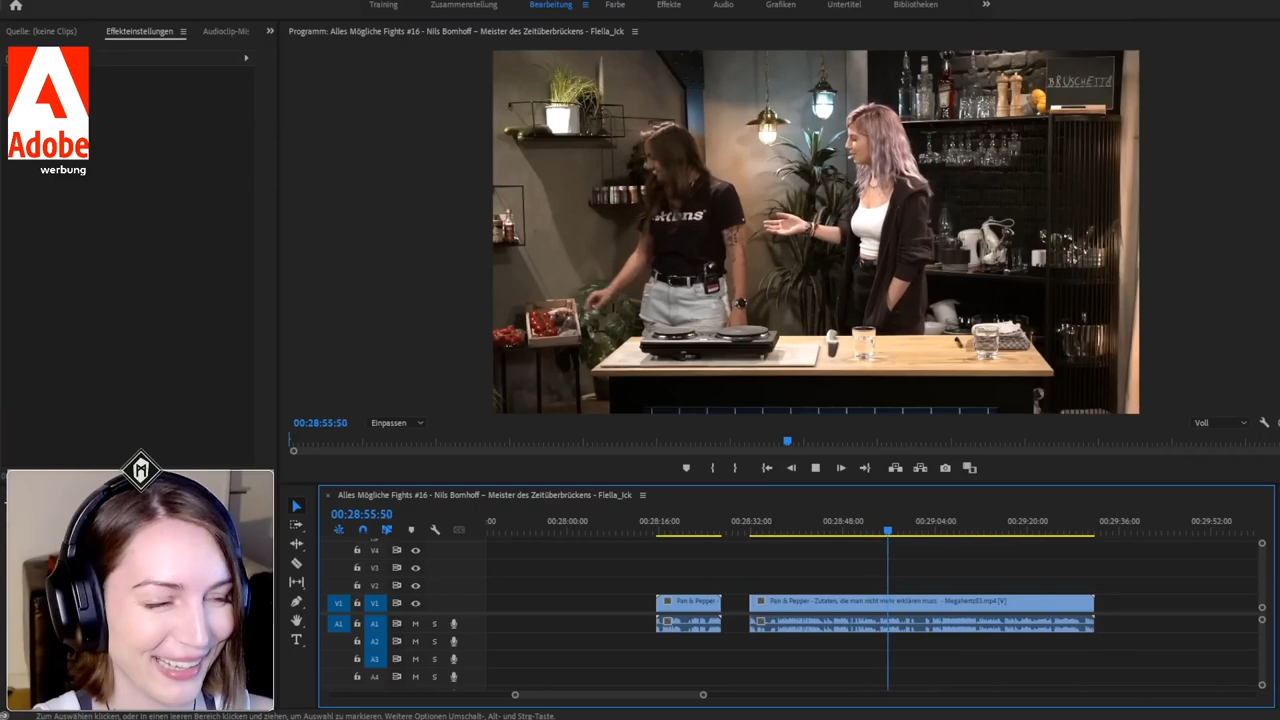 Training
Zusammenstellung
Bearbeitung
Farbe
Effekte
Audio
Grafiken
Untertitel
Bibliotheken
Quelle: (keine Clips)
Effekteinstellungen
Audioclip-Mi
Programm: Alles Mögliche Fights #16 - Nils Bomhoff – Meister des Zeitüberbrückens - Flella_Ick
Adobe
werbung
BRUSCHETTA
00:28:55:50
Einpassen
Voll
Alles Mögliche Fights #16 - Nils Bomhoff – Meister des Zeitüberbrückens - Flella_Ick
00:28:55:50
:00
00:28:00:00
00:28:16:00
00:28:32:00
00:28:48:00
00:29:04:00
00:29:20:00
00:29:36:00
00:29:52:00
V4
V3
V2
V1
V1
Pan & Pepper -
Pan & Pepper - Zutaten, die man nicht mehr erklären muss - Megahertz83.mp4 [V]
A1
A1
M
S
A2
M
S
A3
M
S
A4
M
S
Zum Auswählen klicken, oder in einen leeren Bereich klicken und ziehen, um Auswahl zu markieren. Weitere Optionen Umschalt-, Alt- und Strg-Taste.